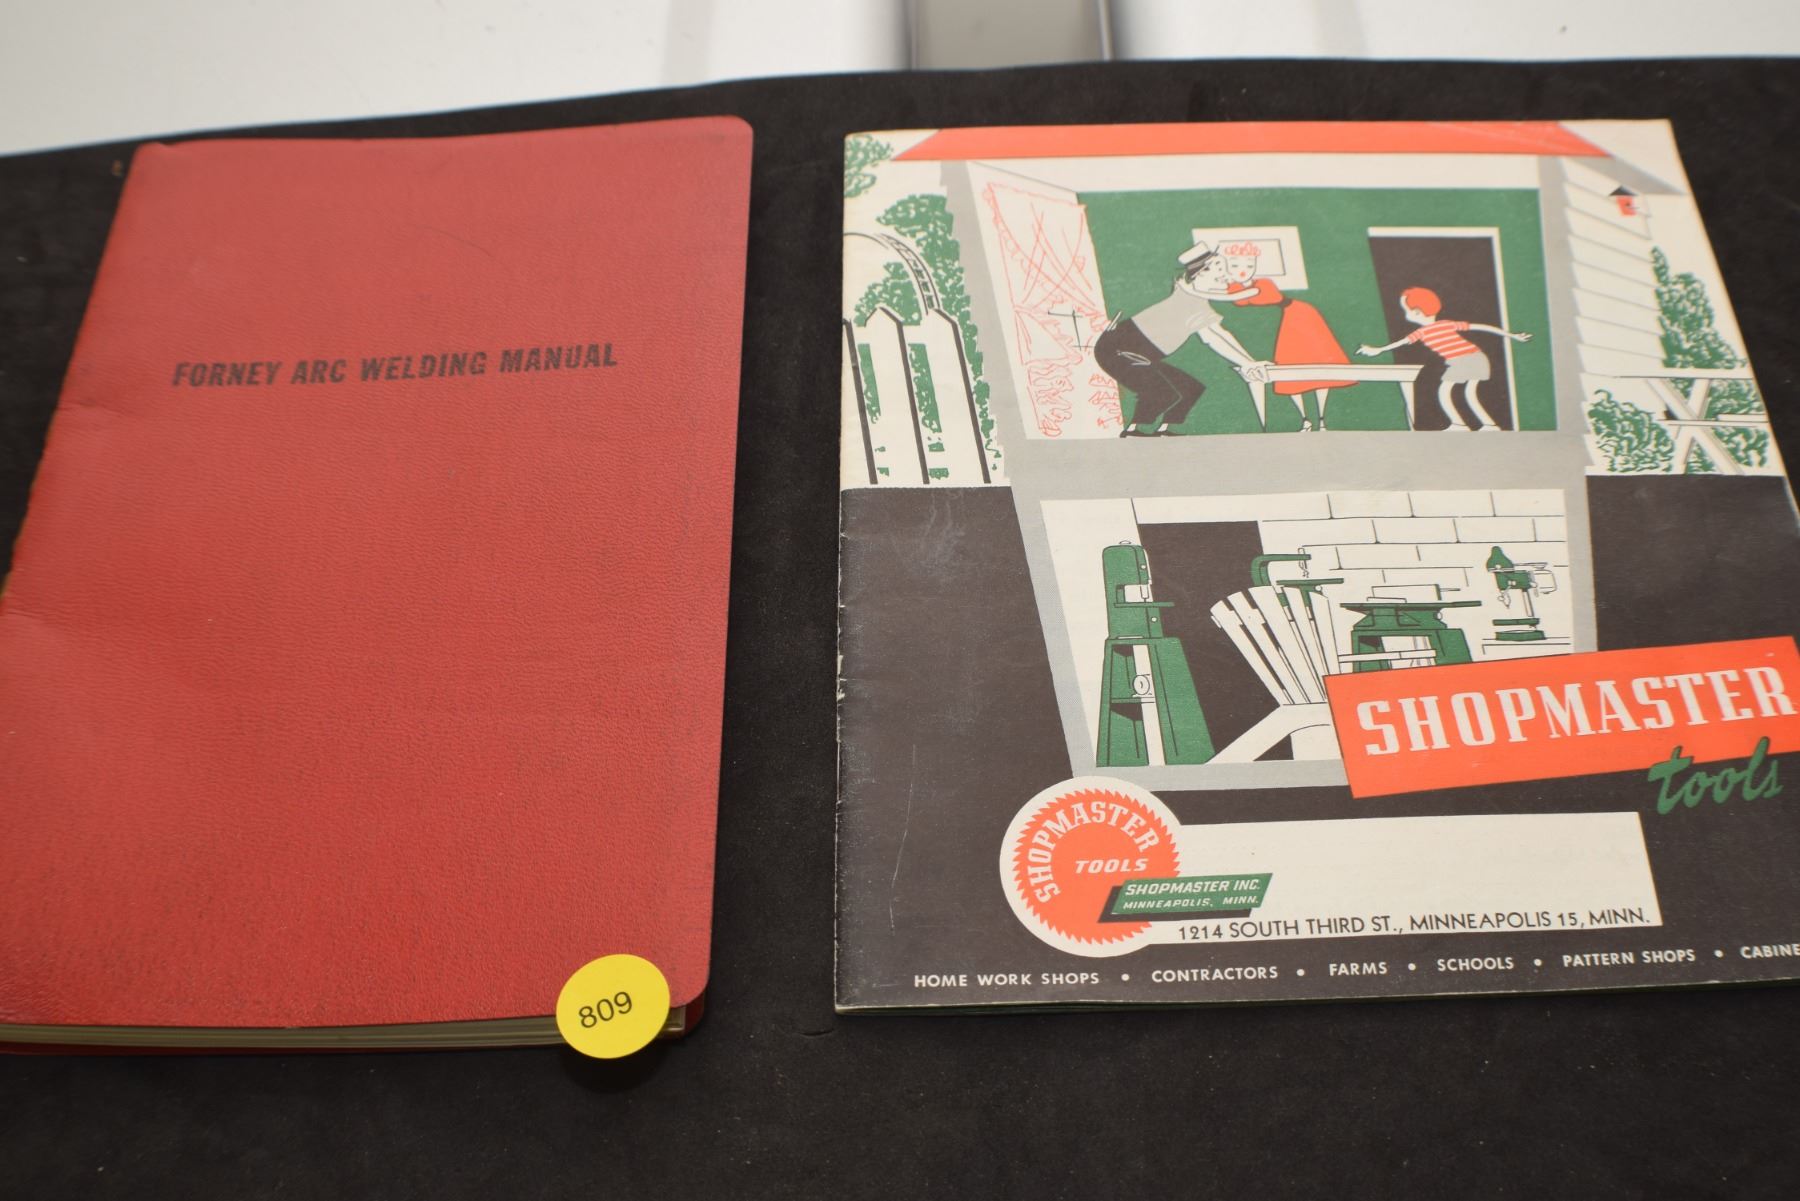 FORNEY ARC WELDING MANUAL
809
SHOPMASTER
tools
SHOPMASTER
TOOLS
SHOPMASTER INC.
MINNEAPOLIS, MINN.
1214 SOUTH THIRD ST., MINNEAPOLIS 15, MINN.
HOME WORK SHOPS • CONTRACTORS • FARMS • SCHOOLS • PATTERN SHOPS • CABINE